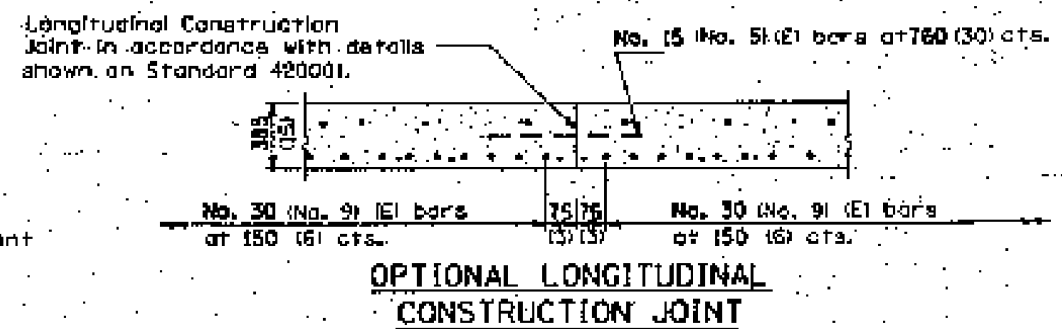 Longitudinal Construction
Joint in accordance with details
shown on Standard 420001.
No. 15 (No. 5) (E) bars at 760 (30) cts.
(15)
No. 30 (No. 9) (E) bars
at 150 (6) cts.
75 75
(3) (3)
No. 30 (No. 9) (E) bars
at 150 (6) cts.
OPTIONAL LONGITUDINAL
CONSTRUCTION JOINT